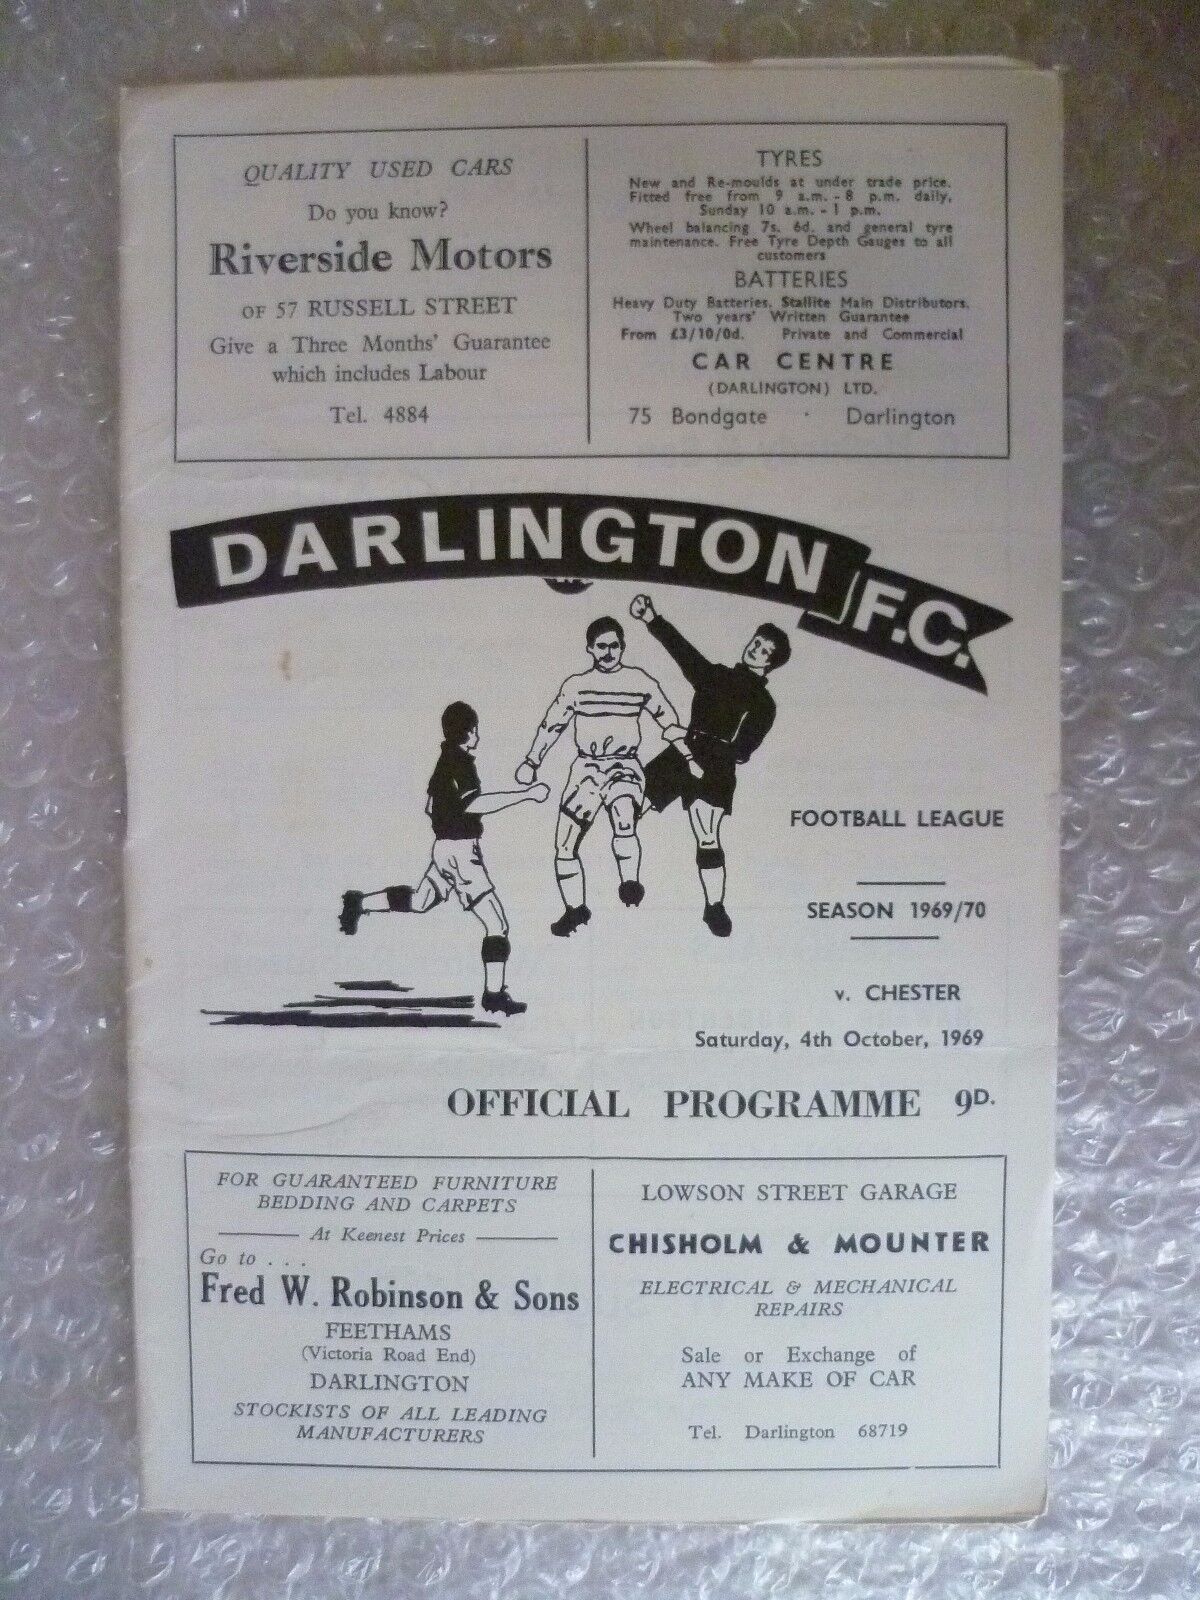 QUALITY USED CARS
Do you know?
Riverside Motors
OF 57 RUSSELL STREET
Give a Three Months' Guarantee
which includes Labour
Tel. 4884
TYRES
New and Re-moulds at under trade price.
Fitted free from 9 a.m. - 8 p.m. daily,
Sunday 10 a.m. - 1 p.m.
Wheel balancing 7s. 6d. and general tyre
maintenance. Free Tyre Depth Gauges to all
customers
BATTERIES
Heavy Duty Batteries. Stallite Main Distributors.
Two years' Written Guarantee
From £3/10/0d. Private and Commercial
CAR CENTRE
(DARLINGTON) LTD.
75 Bondgate · Darlington
DARLINGTON F.C.
FOOTBALL LEAGUE
SEASON 1969/70
v. CHESTER
Saturday, 4th October, 1969
OFFICIAL PROGRAMME 9D.
FOR GUARANTEED FURNITURE
BEDDING AND CARPETS
At Keenest Prices
Go to . . .
Fred W. Robinson & Sons
FEETHAMS
(Victoria Road End)
DARLINGTON
STOCKISTS OF ALL LEADING
MANUFACTURERS
LOWSON STREET GARAGE
CHISHOLM & MOUNTER
ELECTRICAL & MECHANICAL
REPAIRS
Sale or Exchange of
ANY MAKE OF CAR
Tel. Darlington 68719